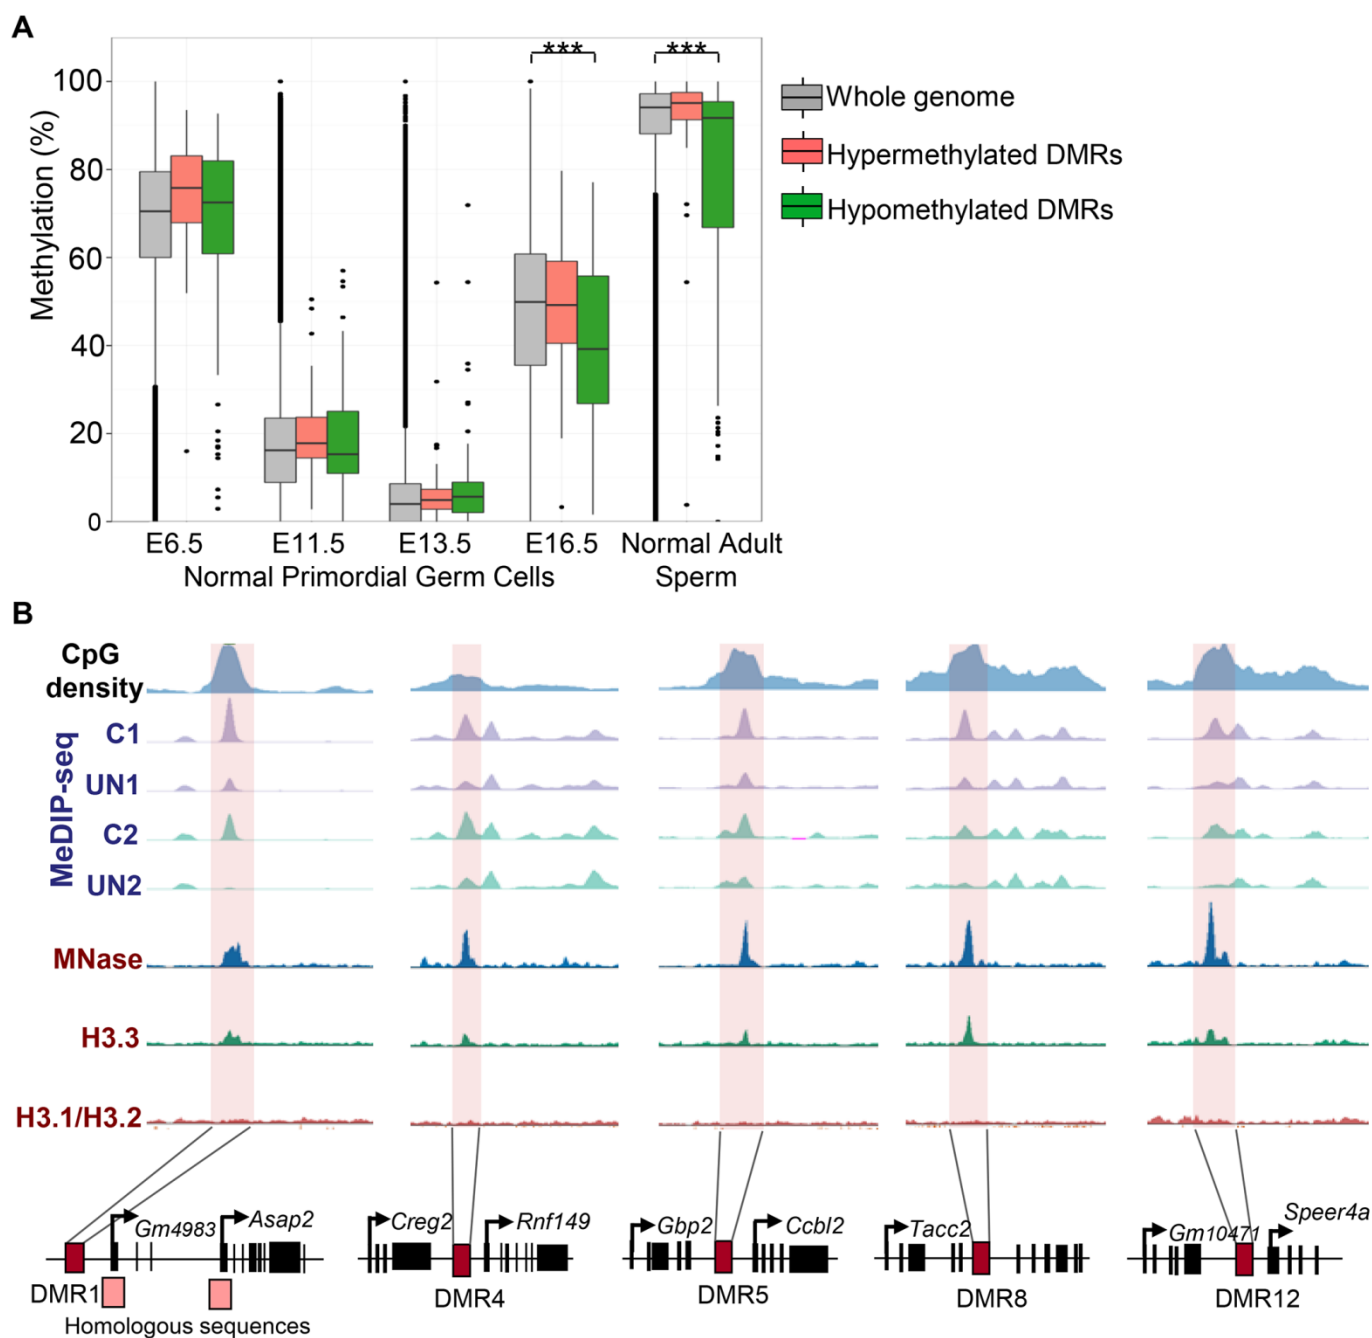 A
*** ***
100
80
60
40
20
0
Methylation (%)
Whole genome
Hypermethylated DMRs
Hypomethylated DMRs
E6.5 E11.5 E13.5 E16.5 Normal Adult
Normal Primordial Germ Cells Sperm
B
CpG
density
MeDIP-seq
C1
UN1
C2
UN2
MNase
H3.3
H3.1/H3.2
Gm4983 Asap2 Creg2 Rnf149 Gbp2 Ccbl2 Tacc2 Gm10471 Speer4a
DMR1 DMR4 DMR5 DMR8 DMR12
Homologous sequences